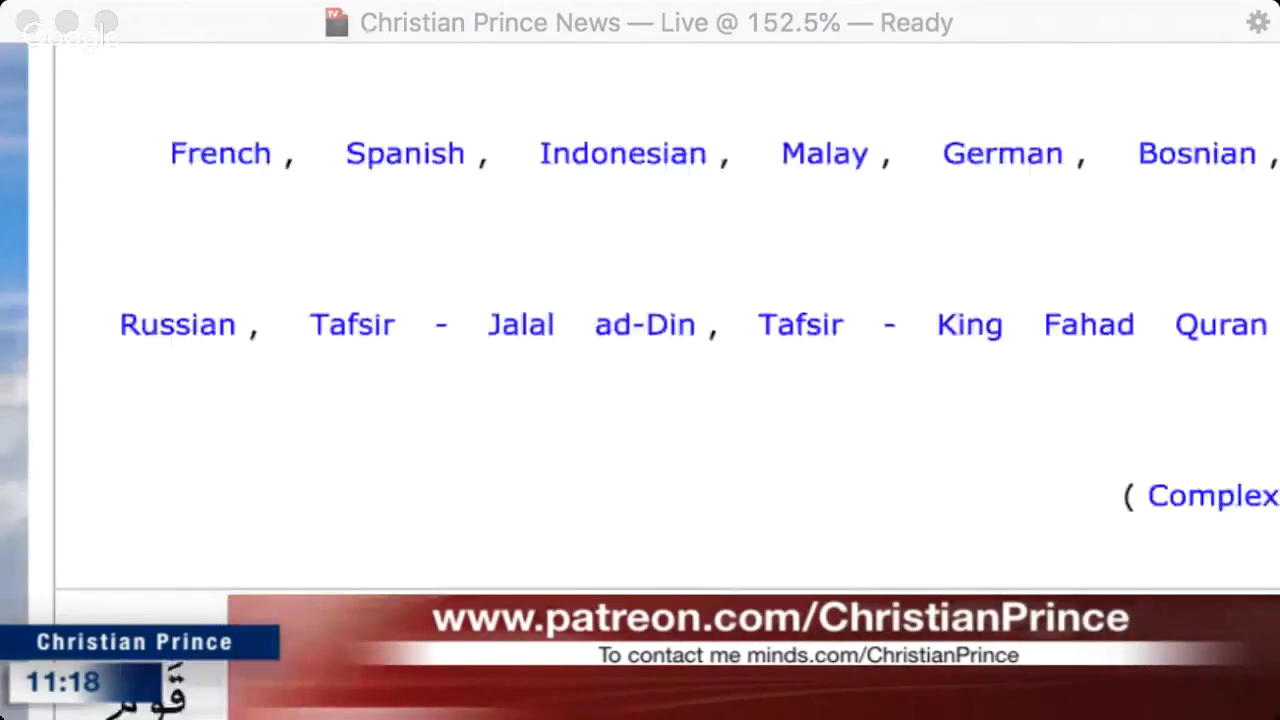 Christian Prince News — Live @ 152.5% — Ready
Google
French , Spanish , Indonesian , Malay , German , Bosnian ,
Russian , Tafsir - Jalal ad-Din , Tafsir - King Fahad Quran
( Complex
www.patreon.com/ChristianPrince
Christian Prince
To contact me minds.com/ChristianPrince
11:18